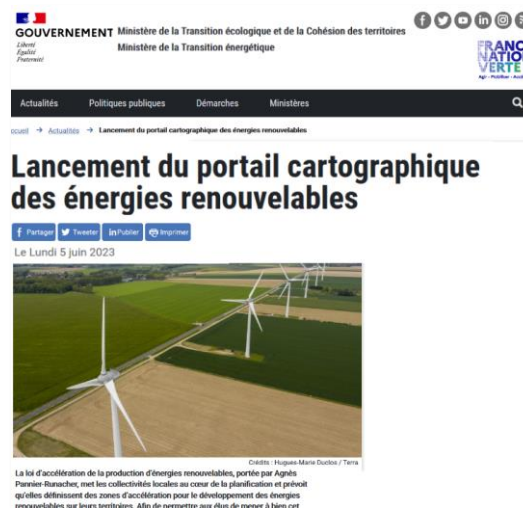 GOUVERNEMENT
Liberté
Égalité
Fraternité
Ministère de la Transition écologique et de la Cohésion des territoires
Ministère de la Transition énergétique
FRANCE
NATION
VERTE
Agir • Mobiliser • Accélérer
Actualités Politiques publiques Démarches Ministères
Accueil → Actualités → Lancement du portail cartographique des énergies renouvelables
Lancement du portail cartographique
des énergies renouvelables
Partager Tweeter Publier Imprimer
Le Lundi 5 juin 2023
Crédits : Hugues-Marie Duclos / Terra
La loi d'accélération de la production d'énergies renouvelables, portée par Agnès
Pannier-Runacher, met les collectivités locales au cœur de la planification et prévoit
qu'elles définissent des zones d'accélération pour le développement des énergies
renouvelables sur leurs territoires. Afin de permettre aux élus de mener à bien cet